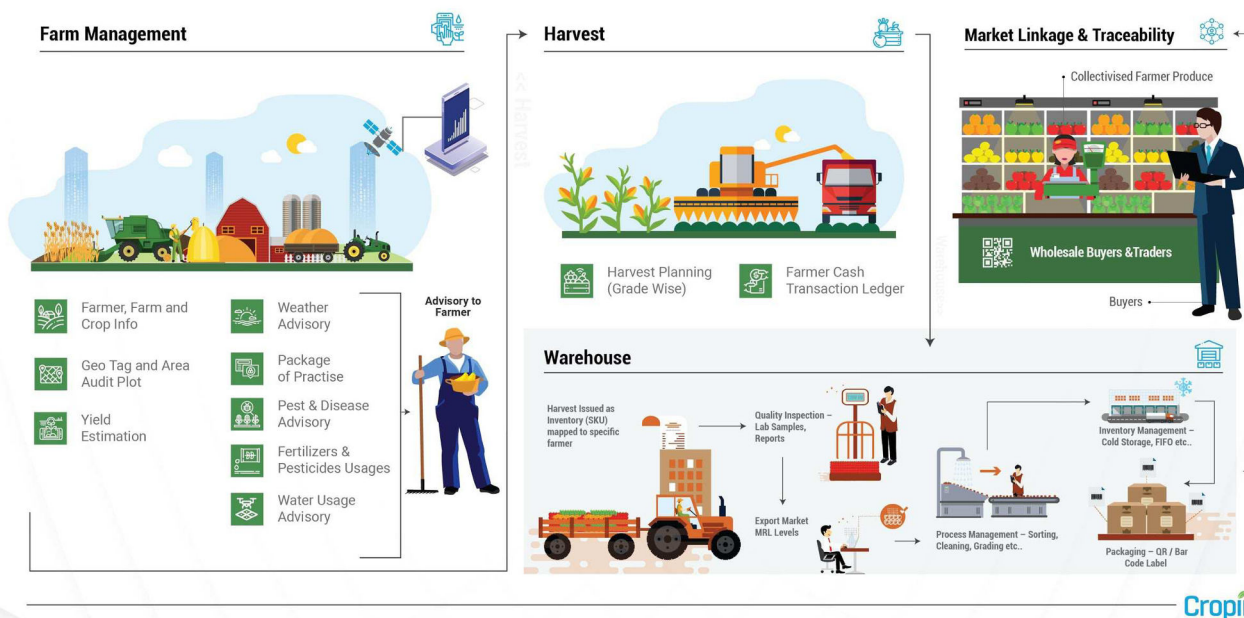 Farm Management
Farmer, Farm and
Crop Info
Geo Tag and Area
Audit Plot
Yield
Estimation
Weather
Advisory
Package
of Practise
Pest & Disease
Advisory
Fertilizers &
Pesticides Usages
Water Usage
Advisory
Advisory to
Farmer
<< Harvest
Harvest
Harvest Planning
(Grade Wise)
Farmer Cash
Transaction Ledger
Market Linkage & Traceability
Collectivised Farmer Produce
Wholesale Buyers &Traders
Buyers
Warehouse
Harvest Issued as
Inventory (SKU)
mapped to specific
farmer
Quality Inspection –
Lab Samples,
Reports
Export Market
MRL Levels
Process Management – Sorting,
Cleaning, Grading etc..
Inventory Management –
Cold Storage, FIFO etc..
Packaging – QR / Bar
Code Label